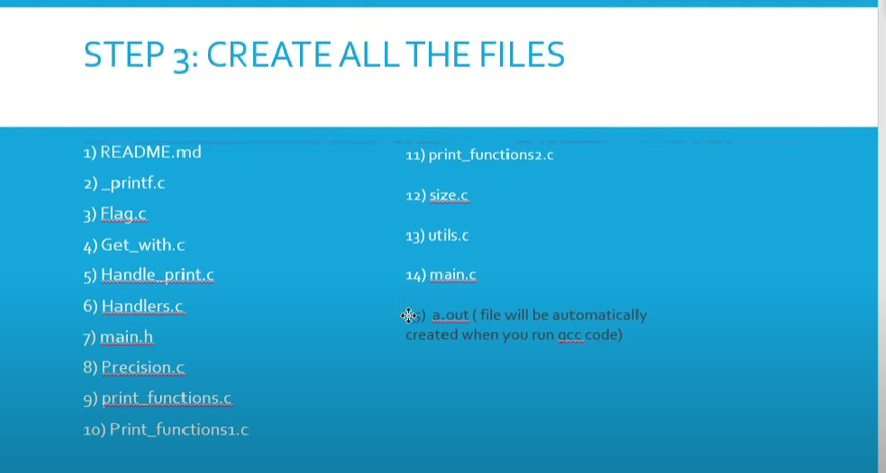 STEP 3: CREATE ALL THE FILES
1) README.md
2) _printf.c
3) Flag.c
4) Get_with.c
5) Handle_print.c
6) Handlers.c
7) main.h
8) Precision.c
9) print_functions.c
10) Print_functions1.c
11) print_functions2.c
12) size.c
13) utils.c
14) main.c
a.out ( file will be automatically
created when you run gcc code)